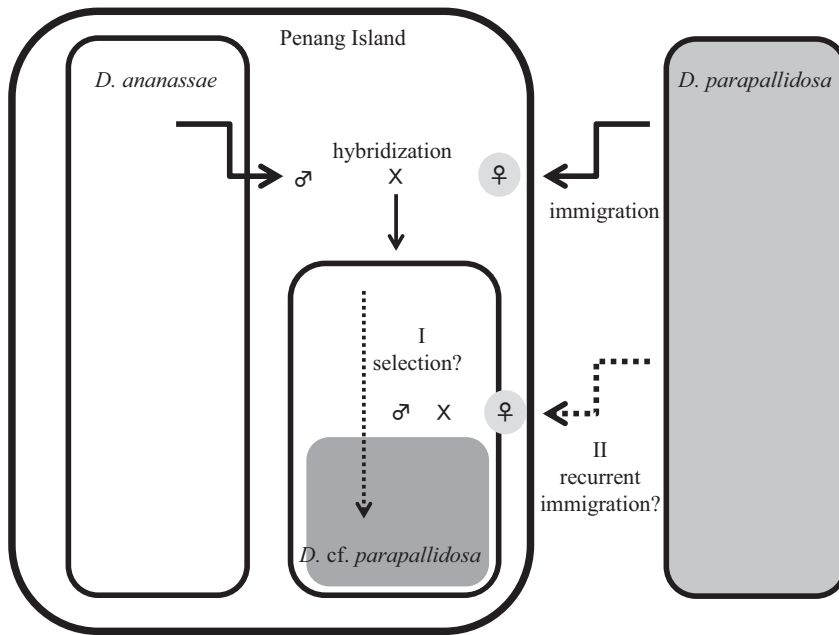 Penang Island
D. ananassae
D. parapallidosa
hybridization
♂ X ♀
immigration
I
selection?
♂ X ♀
II
recurrent
immigration?
D. cf. parapallidosa